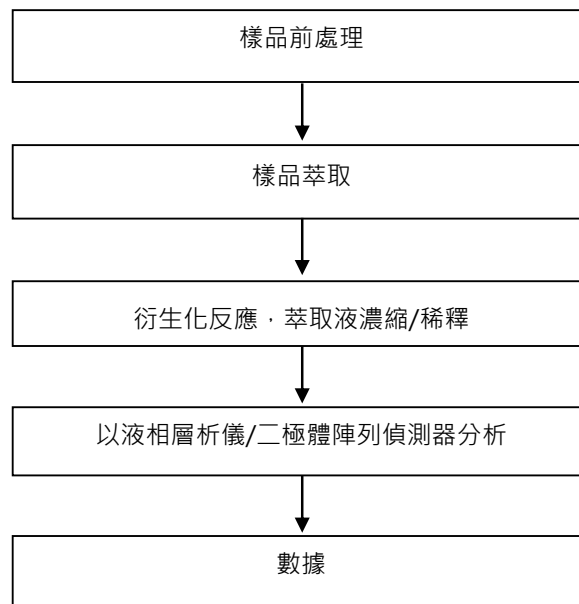 樣品前處理
樣品萃取
衍生化反應，萃取液濃縮/稀釋
以液相層析儀/二極體陣列偵測器分析
數據